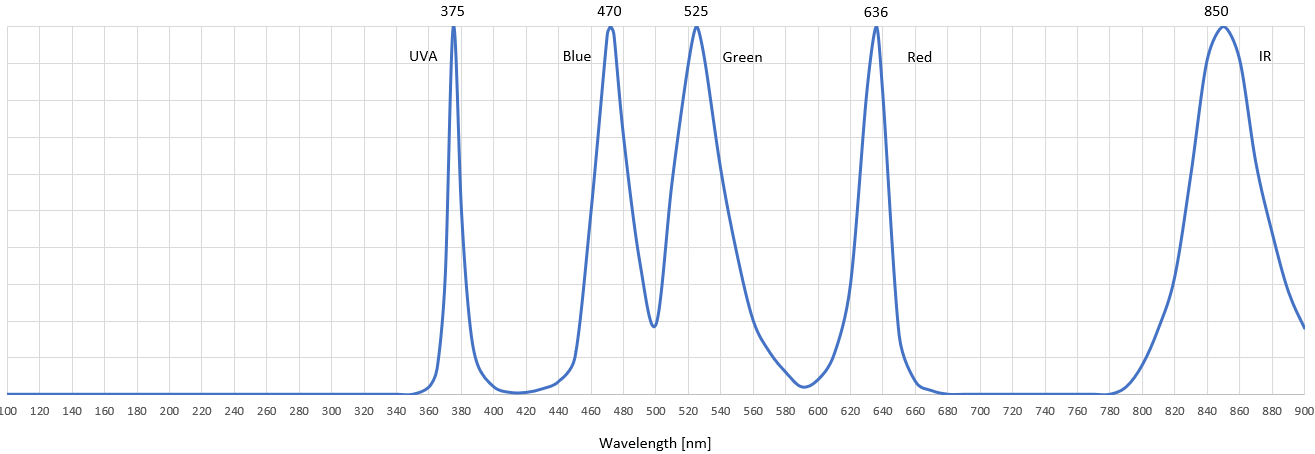 375 470 525 636 850
UVA Blue Green Red IR
100 120 140 160 180 200 220 240 260 280 300 320 340 360 380 400 420 440 460 480 500 520 540 560 580 600 620 640 660 680 700 720 740 760 780 800 820 840 860 880 900
Wavelength [nm]